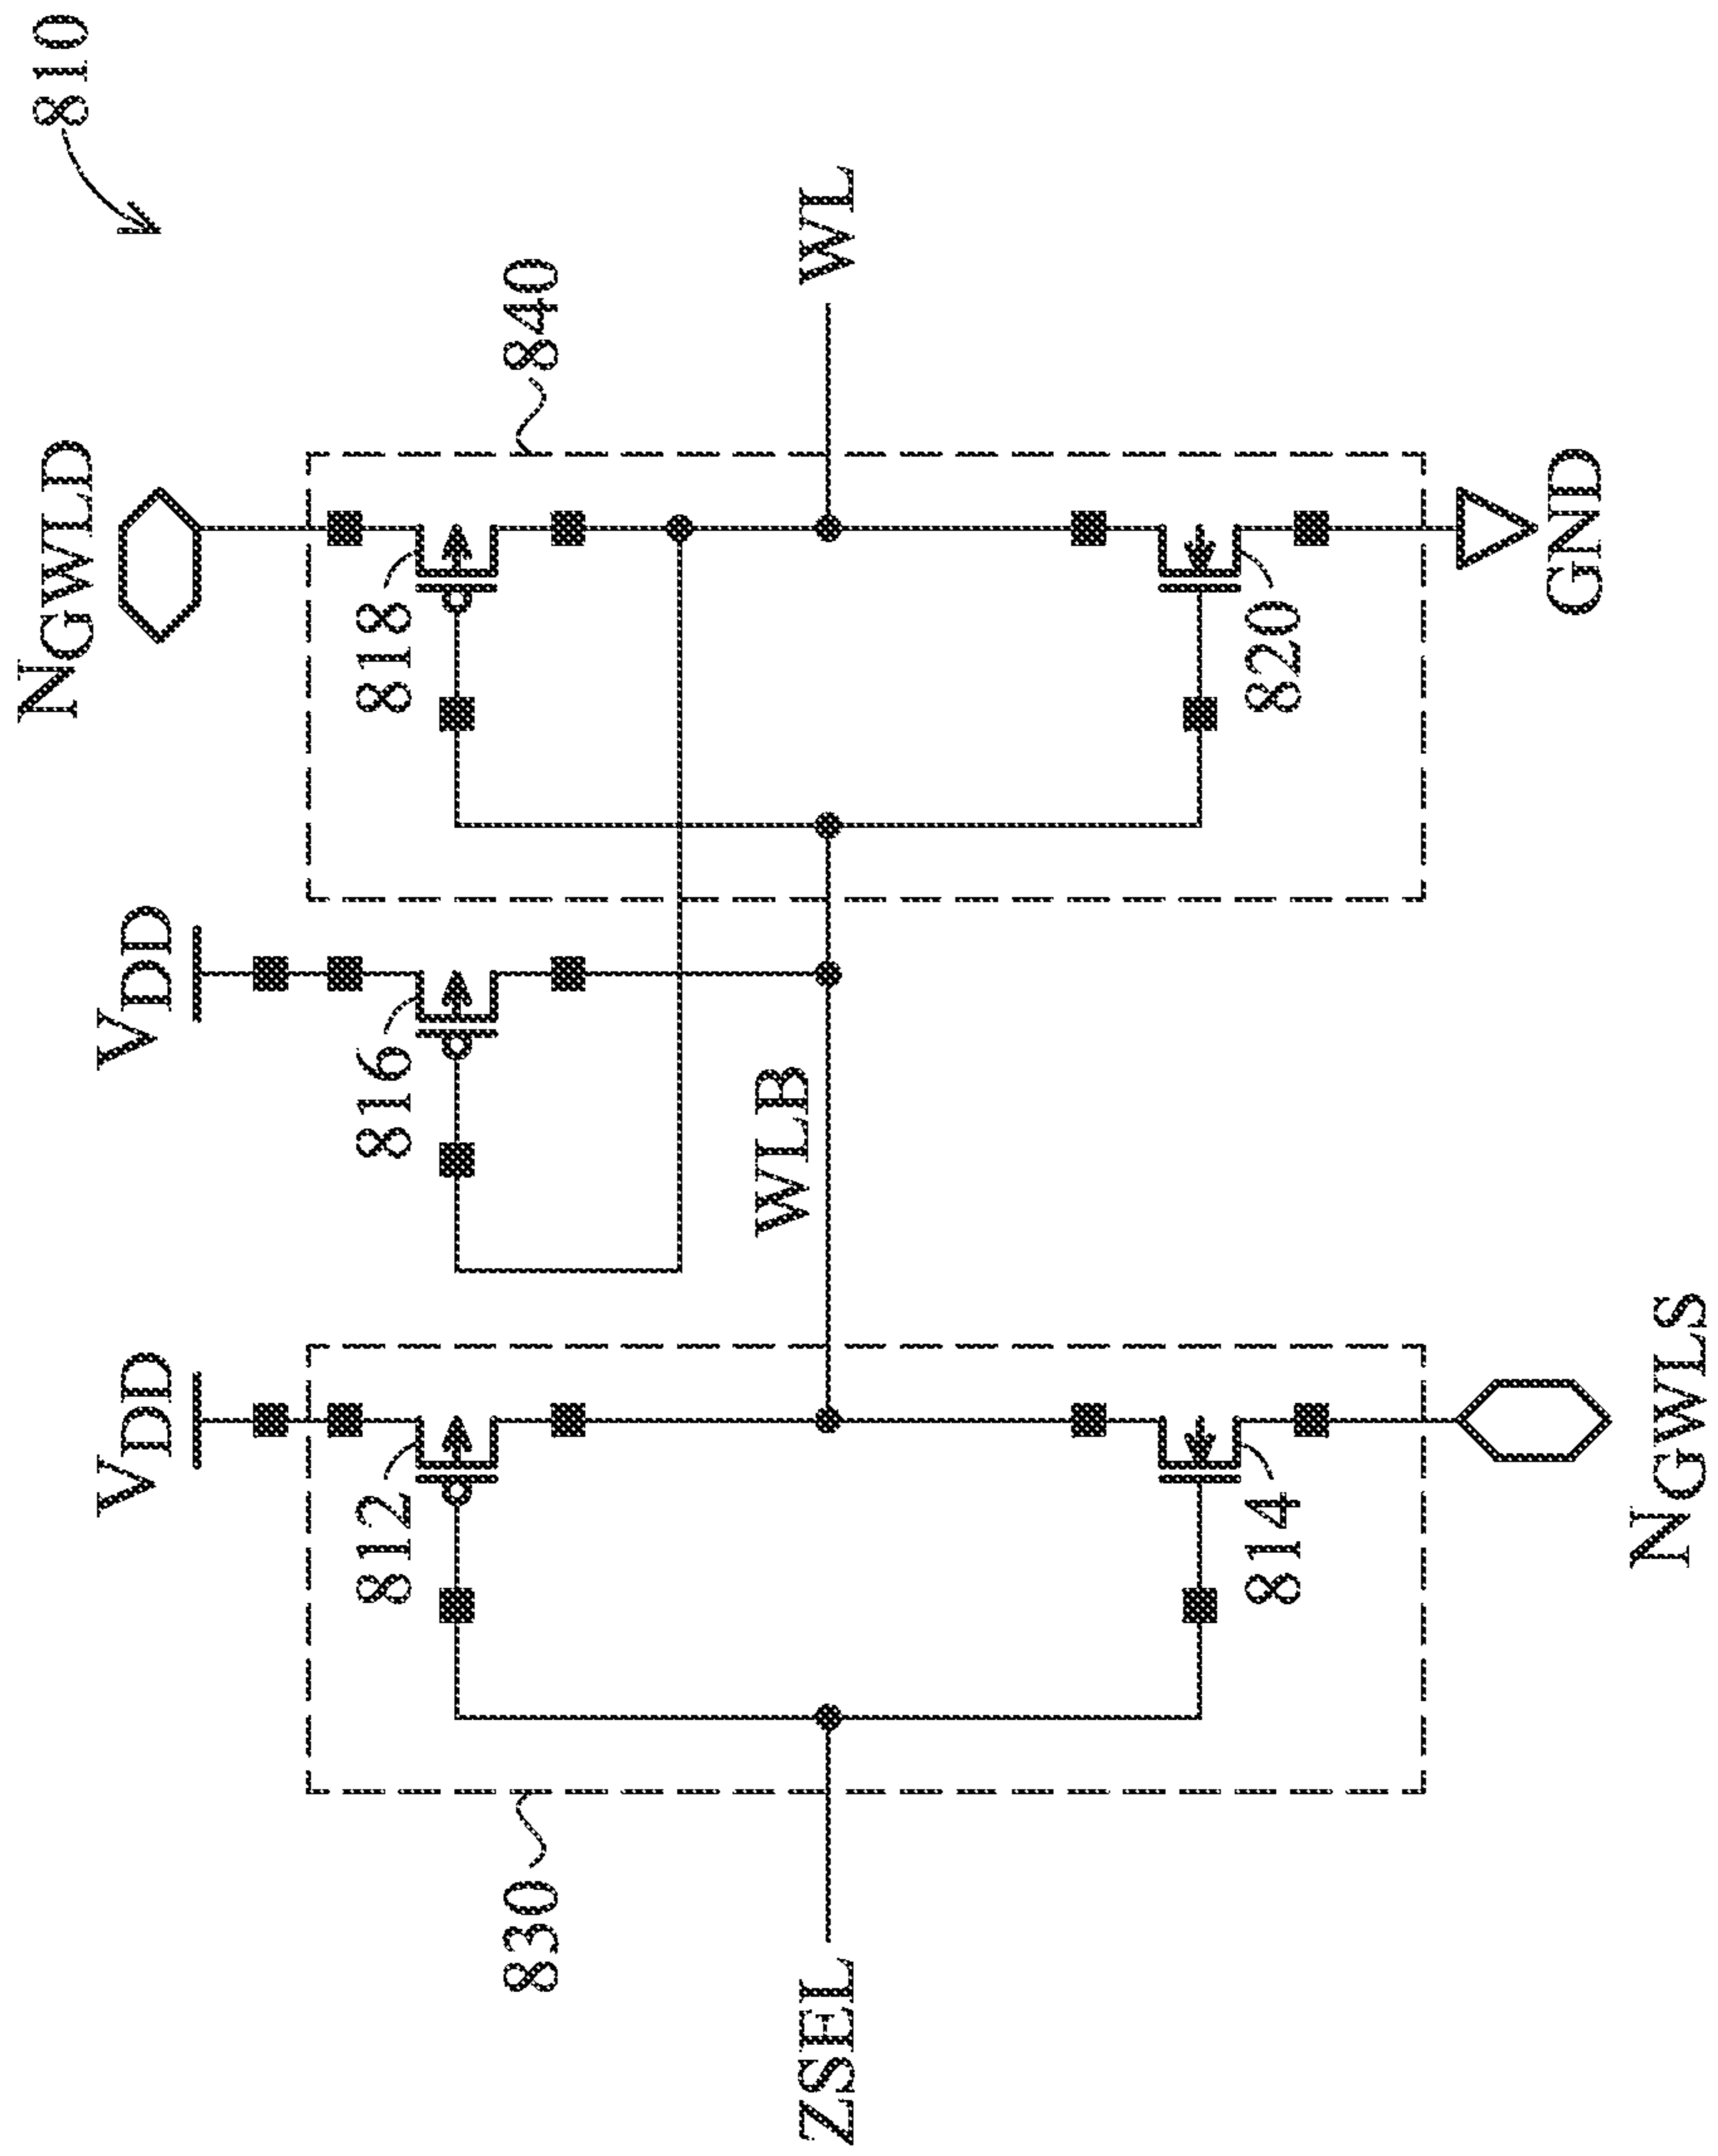 810
NGWLD
840
VDD
VDD
812
816
818
WLB
ZSEL
WL
814
820
830
NGWLS
GND